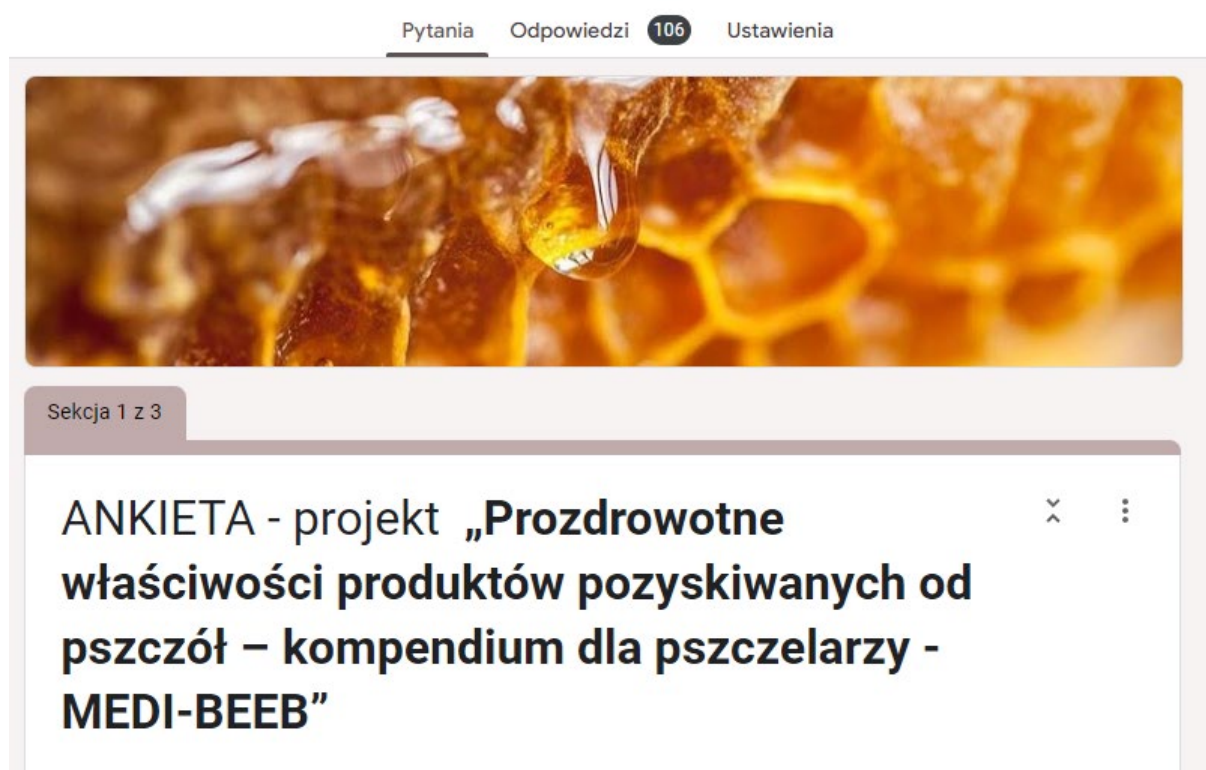 Pytania Odpowiedzi 106 Ustawienia
Sekcja 1 z 3
ANKIETA - projekt „Prozdrowotne
właściwości produktów pozyskiwanych od
pszczół – kompendium dla pszczelarzy -
MEDI-BEEB”